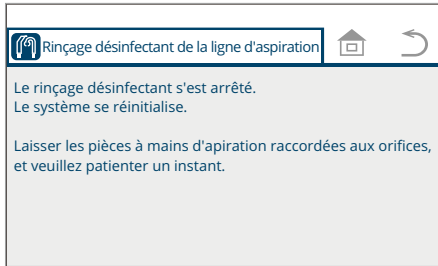 Rinçage désinfectant de la ligne d'aspiration
Le rinçage désinfectant s'est arrêté.
Le système se réinitialise.
Laisser les pièces à mains d'apiration raccordées aux orifices,
et veuillez patienter un instant.